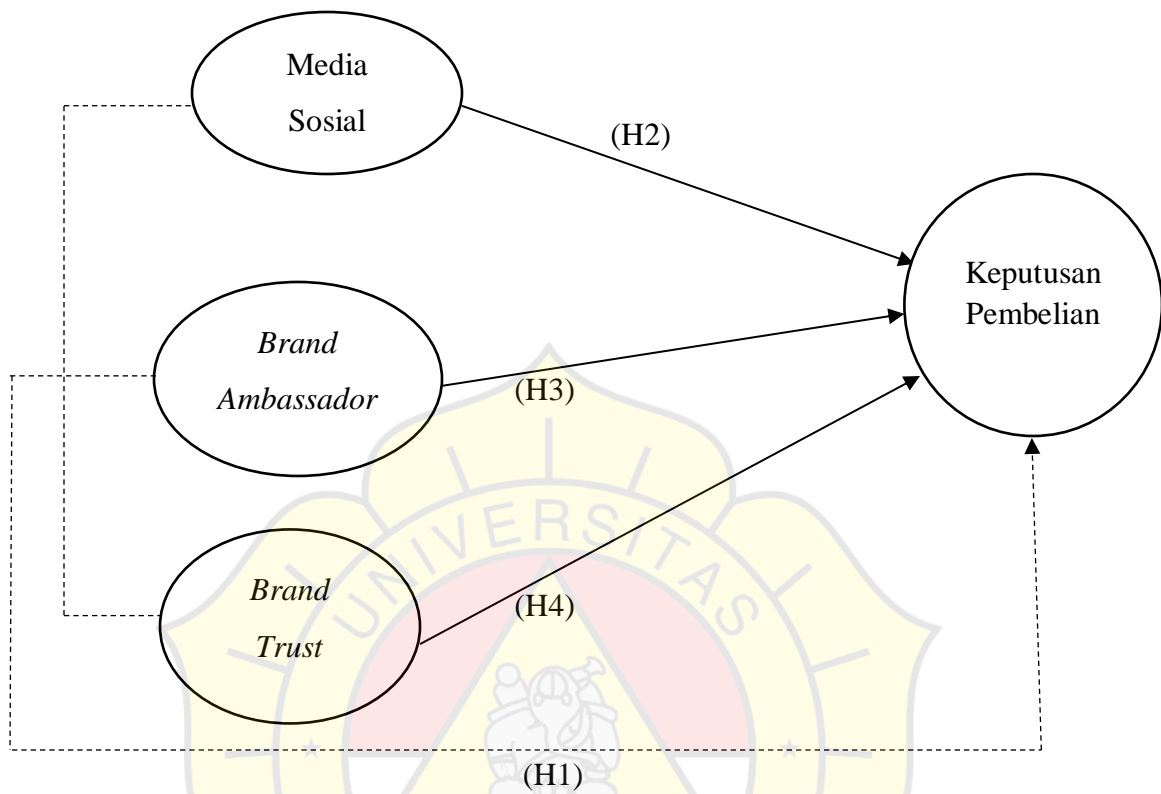 Media
Sosial
(H2)
Keputusan
Pembelian
Brand
Ambassador
(H3)
Brand
Trust
(H4)
(H1)
UNIVERSITAS